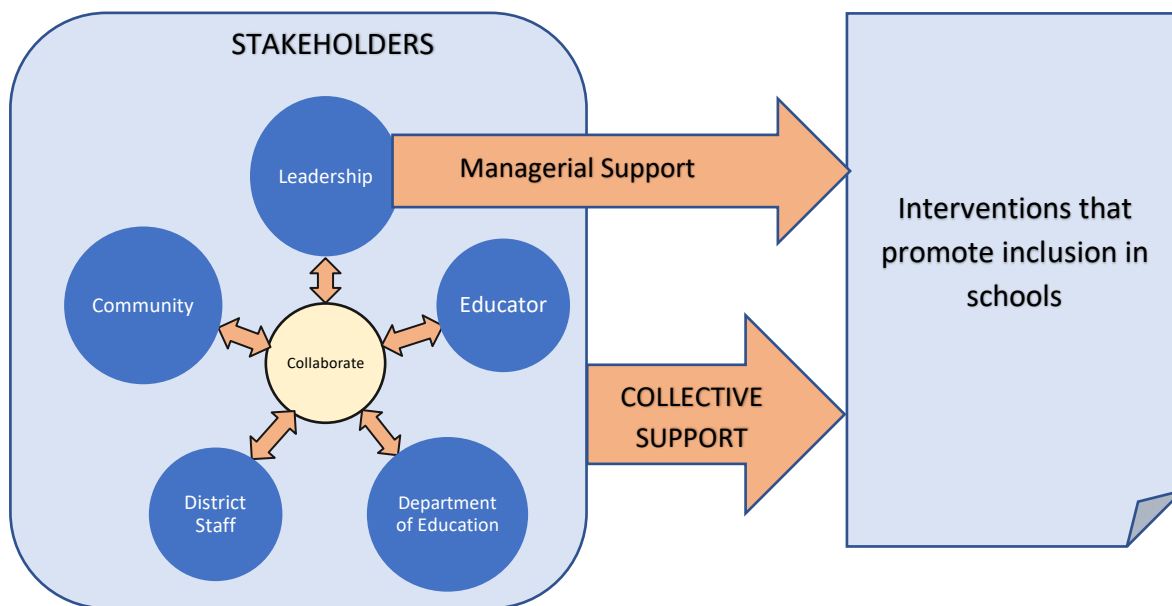 STAKEHOLDERS
Leadership
Managerial Support
Community
Educator
Collaborate
District
Staff
Department
of Education
COLLECTIVE
SUPPORT
Interventions that
promote inclusion in
schools